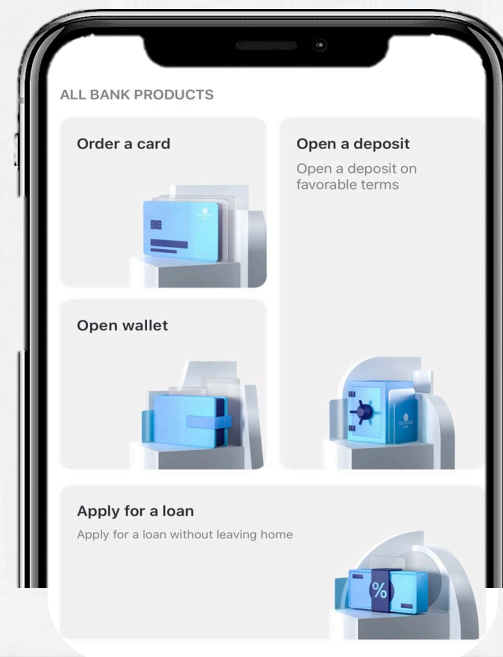 ALL BANK PRODUCTS
Order a card
Open a deposit
Open a deposit on
favorable terms
Open wallet
Apply for a loan
Apply for a loan without leaving home
%